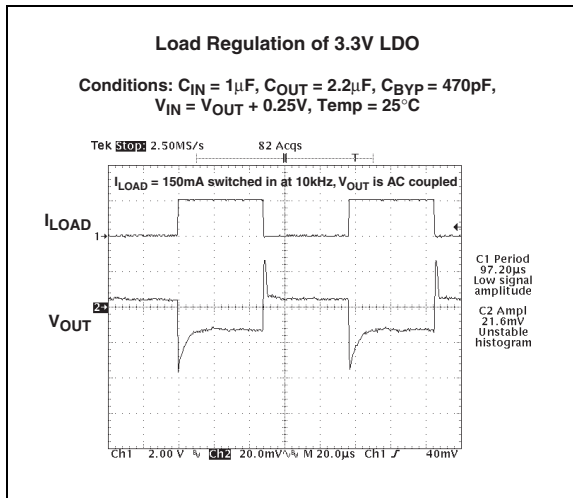 Load Regulation of 3.3V LDO
Conditions: CIN = 1μF, COUT = 2.2μF, CBYP = 470pF,
VIN = VOUT + 0.25V, Temp = 25°C
Tek Stop: 2.50MS/s 82 Acqs
T
ILOAD = 150mA switched in at 10kHz, VOUT is AC coupled
ILOAD
1
C1 Period
97.20μs
Low signal
amplitude
2
VOUT
C2 Ampl
21.6mV
Unstable
histogram
Ch1 2.00 V Bw Ch2 20.0mV Bw M 20.0μs Ch1 40mV